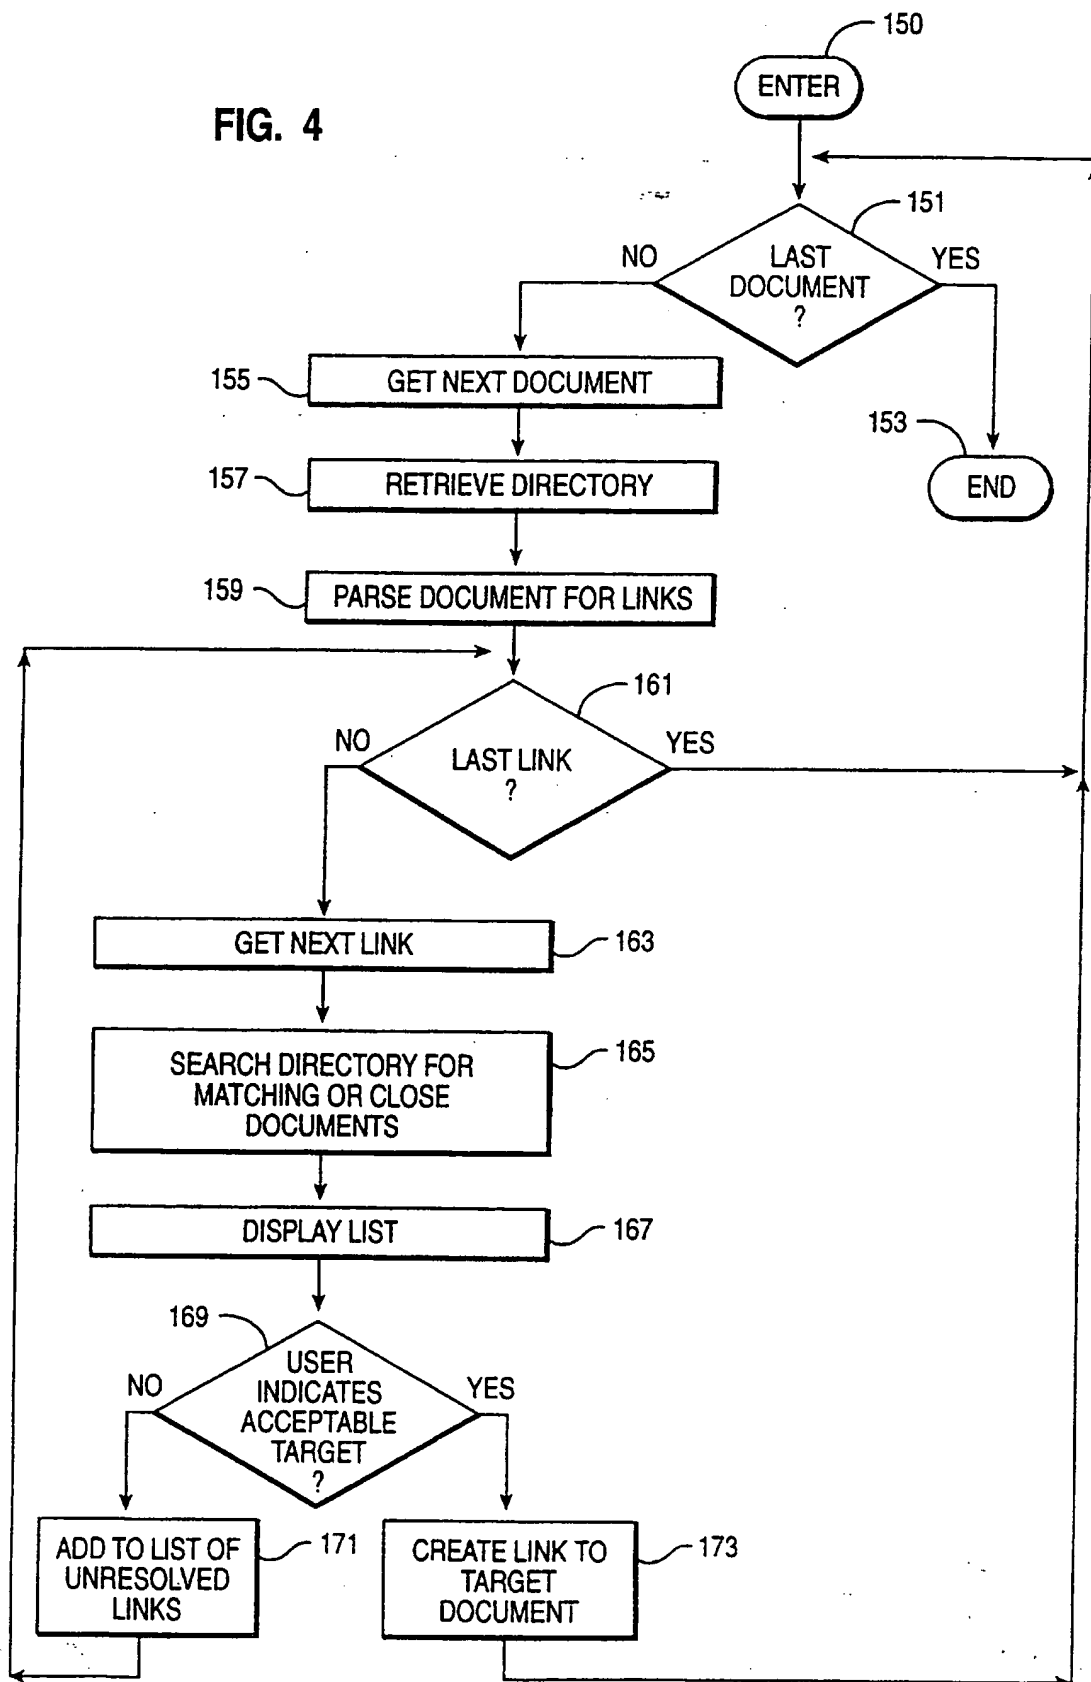 150
ENTER
FIG. 4
151
NO
LAST
DOCUMENT
?
YES
155
GET NEXT DOCUMENT
153
END
157
RETRIEVE DIRECTORY
159
PARSE DOCUMENT FOR LINKS
161
NO
LAST LINK
?
YES
GET NEXT LINK
163
SEARCH DIRECTORY FOR
MATCHING OR CLOSE
DOCUMENTS
165
DISPLAY LIST
167
169
NO
USER
INDICATES
ACCEPTABLE
TARGET
?
YES
ADD TO LIST OF
UNRESOLVED
LINKS
171
CREATE LINK TO
TARGET
DOCUMENT
173